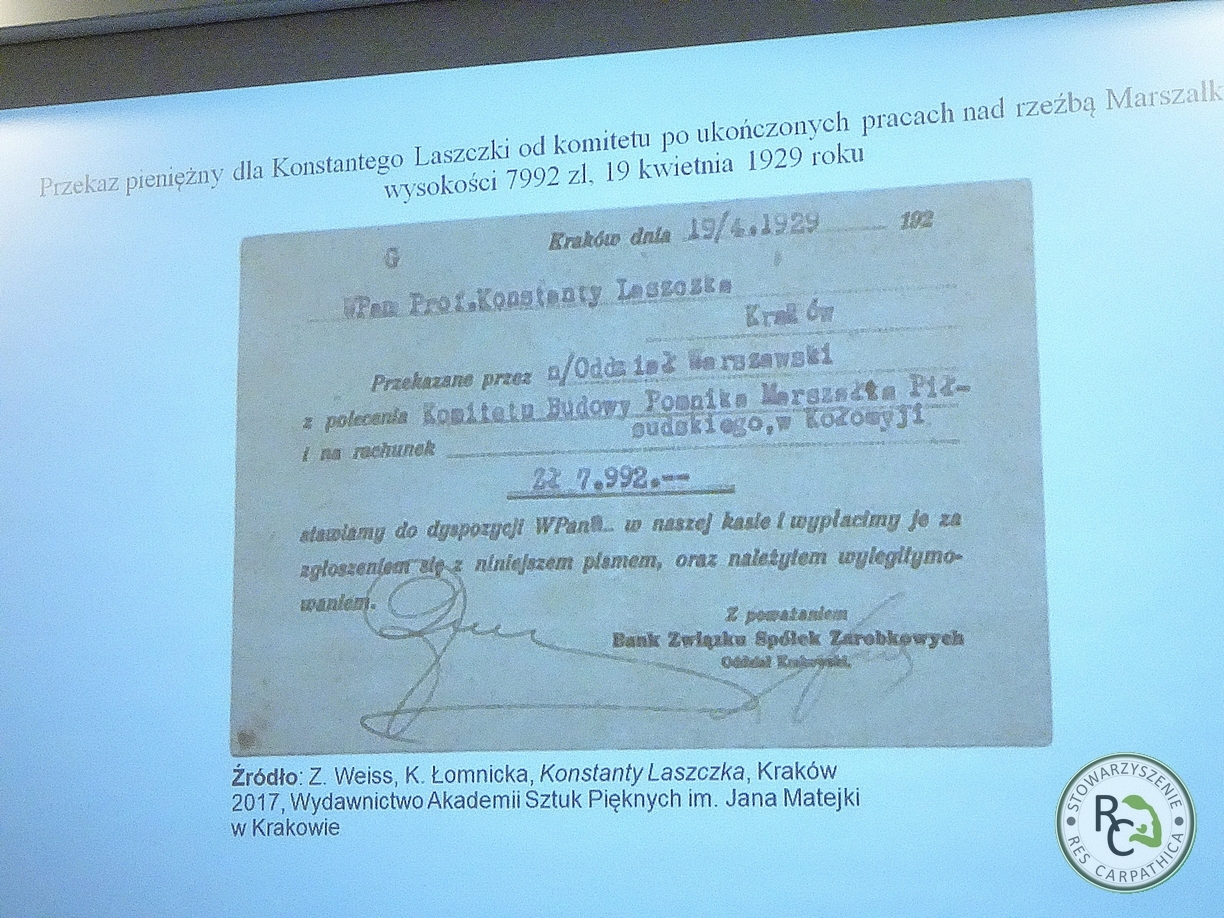 Przekaz pieniężny dla Konstantego Laszczki od komitetu po ukończonych pracach nad rzeźbą Marszałk
wysokości 7992 zł, 19 kwietnia 1929 roku
G
Kraków dnia 19/4.1929 192
WPan Prof.Konstanty Laszczka
Kraków
Przekazane przez n/Oddział Warszawski
z polecenia Komitetu Budowy Pomnika Marszałka Pił-
sudskiego,w Kołomyji
i na rachunek
Zł 7.992.--
stawiamy do dyspozycji WPana w naszej kasie i wypłacimy je za
zgłoszeniem się z niniejszem pismem, oraz należytem wylegitymo-
waniem.
Z poważaniem
Bank Związku Spółek Zarobkowych
Oddział Krakowski.
Źródło: Z. Weiss, K. Łomnicka, Konstanty Laszczka, Kraków
2017, Wydawnictwo Akademii Sztuk Pięknych im. Jana Matejki
w Krakowie
STOWARZYSZENIE
RC
RES CARPATHICA